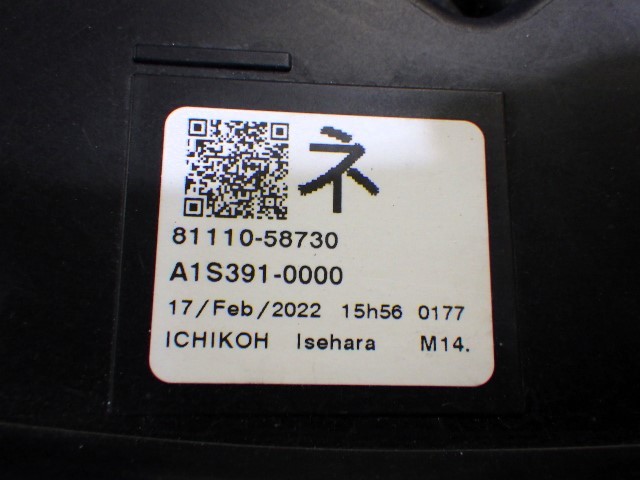 ネ
81110-58730
A1S391-0000
17/Feb/2022 15h56 0177
ICHIKOH Isehara M14.